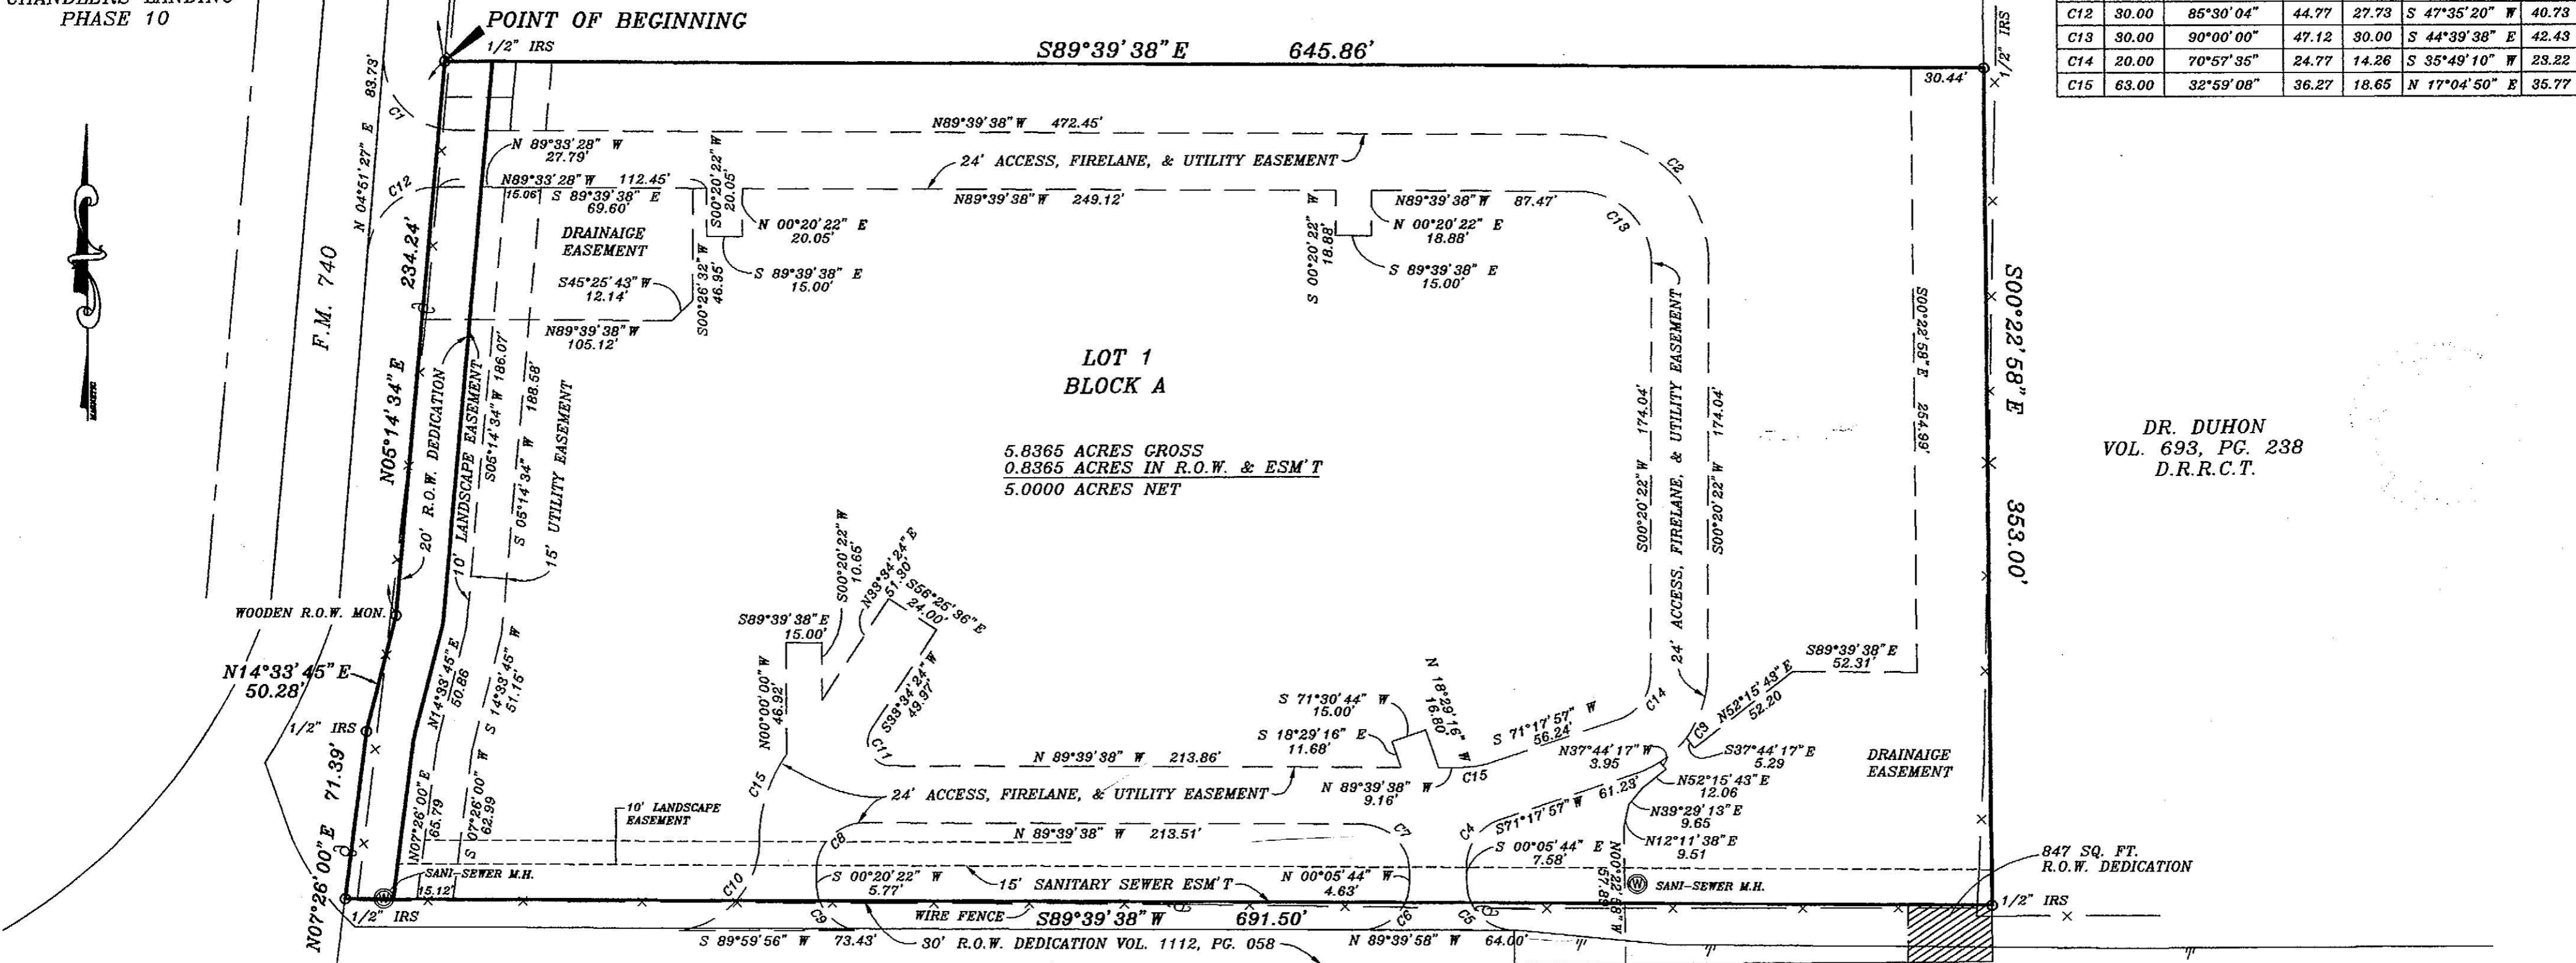 PHASE 10
POINT OF BEGINNING
1/2" IRS
S89°39'38"E 645.86'
30.44'
1/2" IRS
C12 30.00 85°30'04" 44.77 27.73 S 47°35'20" W 40.73
C13 30.00 90°00'00" 47.12 30.00 S 44°39'38" E 42.43
C14 20.00 70°57'35" 24.77 14.26 S 35°49'10" W 23.22
C15 63.00 32°59'08" 36.27 18.65 N 17°04'50" E 35.77
N 04°51'27" E 83.73'
C1
C12
F.M. 740
234.24'
N05°14'34"E
N89°39'38"W 472.45'
24' ACCESS, FIRELANE, & UTILITY EASEMENT
C2
N 89°33'28" W
27.79'
N89°33'28"W 112.45'
15.06'
S 89°39'38" E
69.60'
DRAINAIGE
EASEMENT
S00°20'22"W
20.05'
N 00°20'22" E
20.05'
S 89°39'38" E
15.00'
S45°25'43"W
12.14'
S00°26'32"W
46.95'
N89°39'38"W
105.12'
N89°39'38"W 249.12'
S 00°20'22" W
18.88'
N89°39'38"W 87.47'
N 00°20'22" E
18.88'
S 89°39'38" E
15.00'
C13
MAGNETIC
20' R.O.W. DEDICATION
10' LANDSCAPE EASEMENT
S05°14'34"W 186.07'
S 05°14'34" W 188.58'
15' UTILITY EASEMENT
LOT 1
BLOCK A
5.8365 ACRES GROSS
0.8365 ACRES IN R.O.W. & ESM'T
5.0000 ACRES NET
S00°20'22"W 174.04'
24' ACCESS, FIRELANE, & UTILITY EASEMENT
S00°20'22"W 174.04'
S00°22'58"E 254.99'
S00°22'58"E 353.00'
DR. DUHON
VOL. 693, PG. 238
D.R.R.C.T.
WOODEN R.O.W. MON.
N14°33'45"E
50.28'
1/2" IRS
N07°26'00"E 71.39'
N14°33'45"E
50.86
S 14°33'45" W
51.15'
N07°26'00"E
65.79
S 07°26'00" W
62.99
S89°39'38"E
15.00'
S00°20'22"W
10.65'
N33°34'24"E
51.30'
S56°25'36"E
24.00'
S33°34'24"W
49.97'
N00°00'00"W
46.92'
C11
C15
N 89°39'38" W 213.86'
24' ACCESS, FIRELANE, & UTILITY EASEMENT
10' LANDSCAPE
EASEMENT
N 89°39'38" W 213.51'
C8
C7
S 71°30'44" W
15.00'
S 18°29'16" E
11.68'
N 18°29'16" W
16.80'
N 89°39'38" W
9.16'
C15
S 71°17'57" W
56.24'
C14
N37°44'17"W
3.95
C3
N52°15'43"E
52.20
S89°39'38"E
52.31'
S37°44'17"E
5.29
N52°15'43"E
12.06
N39°29'13"E
9.65
N12°11'38"E
9.51
DRAINAIGE
EASEMENT
S71°17'57"W 61.23'
C4
S 00°05'44" E
7.58'
N00°22'58"W
57.89'
SANI-SEWER M.H.
15.12'
1/2" IRS
C10
S 00°20'22" W
5.77'
15' SANITARY SEWER ESM'T
N 00°05'44" W
4.63'
SANI-SEWER M.H.
847 SQ. FT.
R.O.W. DEDICATION
1/2" IRS
C9
WIRE FENCE
S89°39'38"W 691.50'
C6
C5
S 89°59'56" W 73.43'
30' R.O.W. DEDICATION VOL. 1112, PG. 058
N 89°39'58" W 64.00'